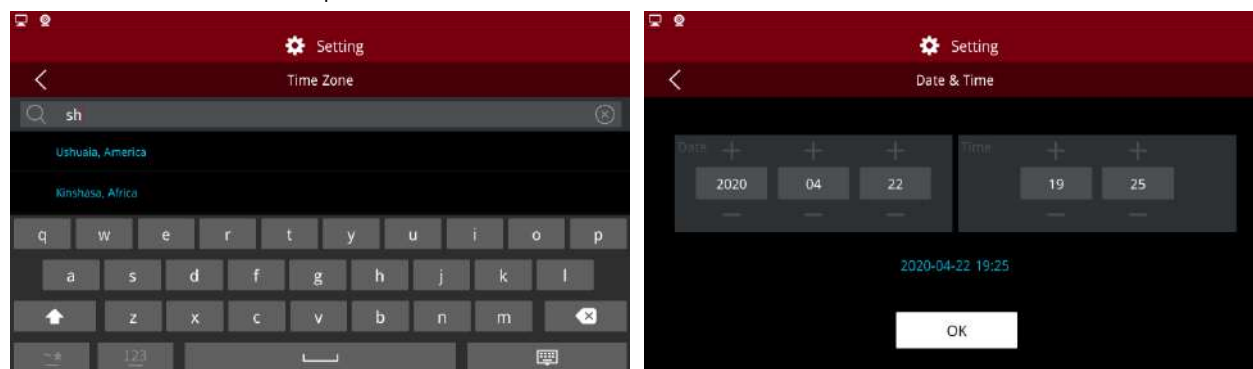 Setting
Time Zone
sh
Ushuaia, America
Kinshasa, Africa
q w e r t y u i o p
a s d f g h j k l
z x c v b n m
123
Setting
Date & Time
Date
Time
2020 04 22 19 25
2020-04-22 19:25
OK